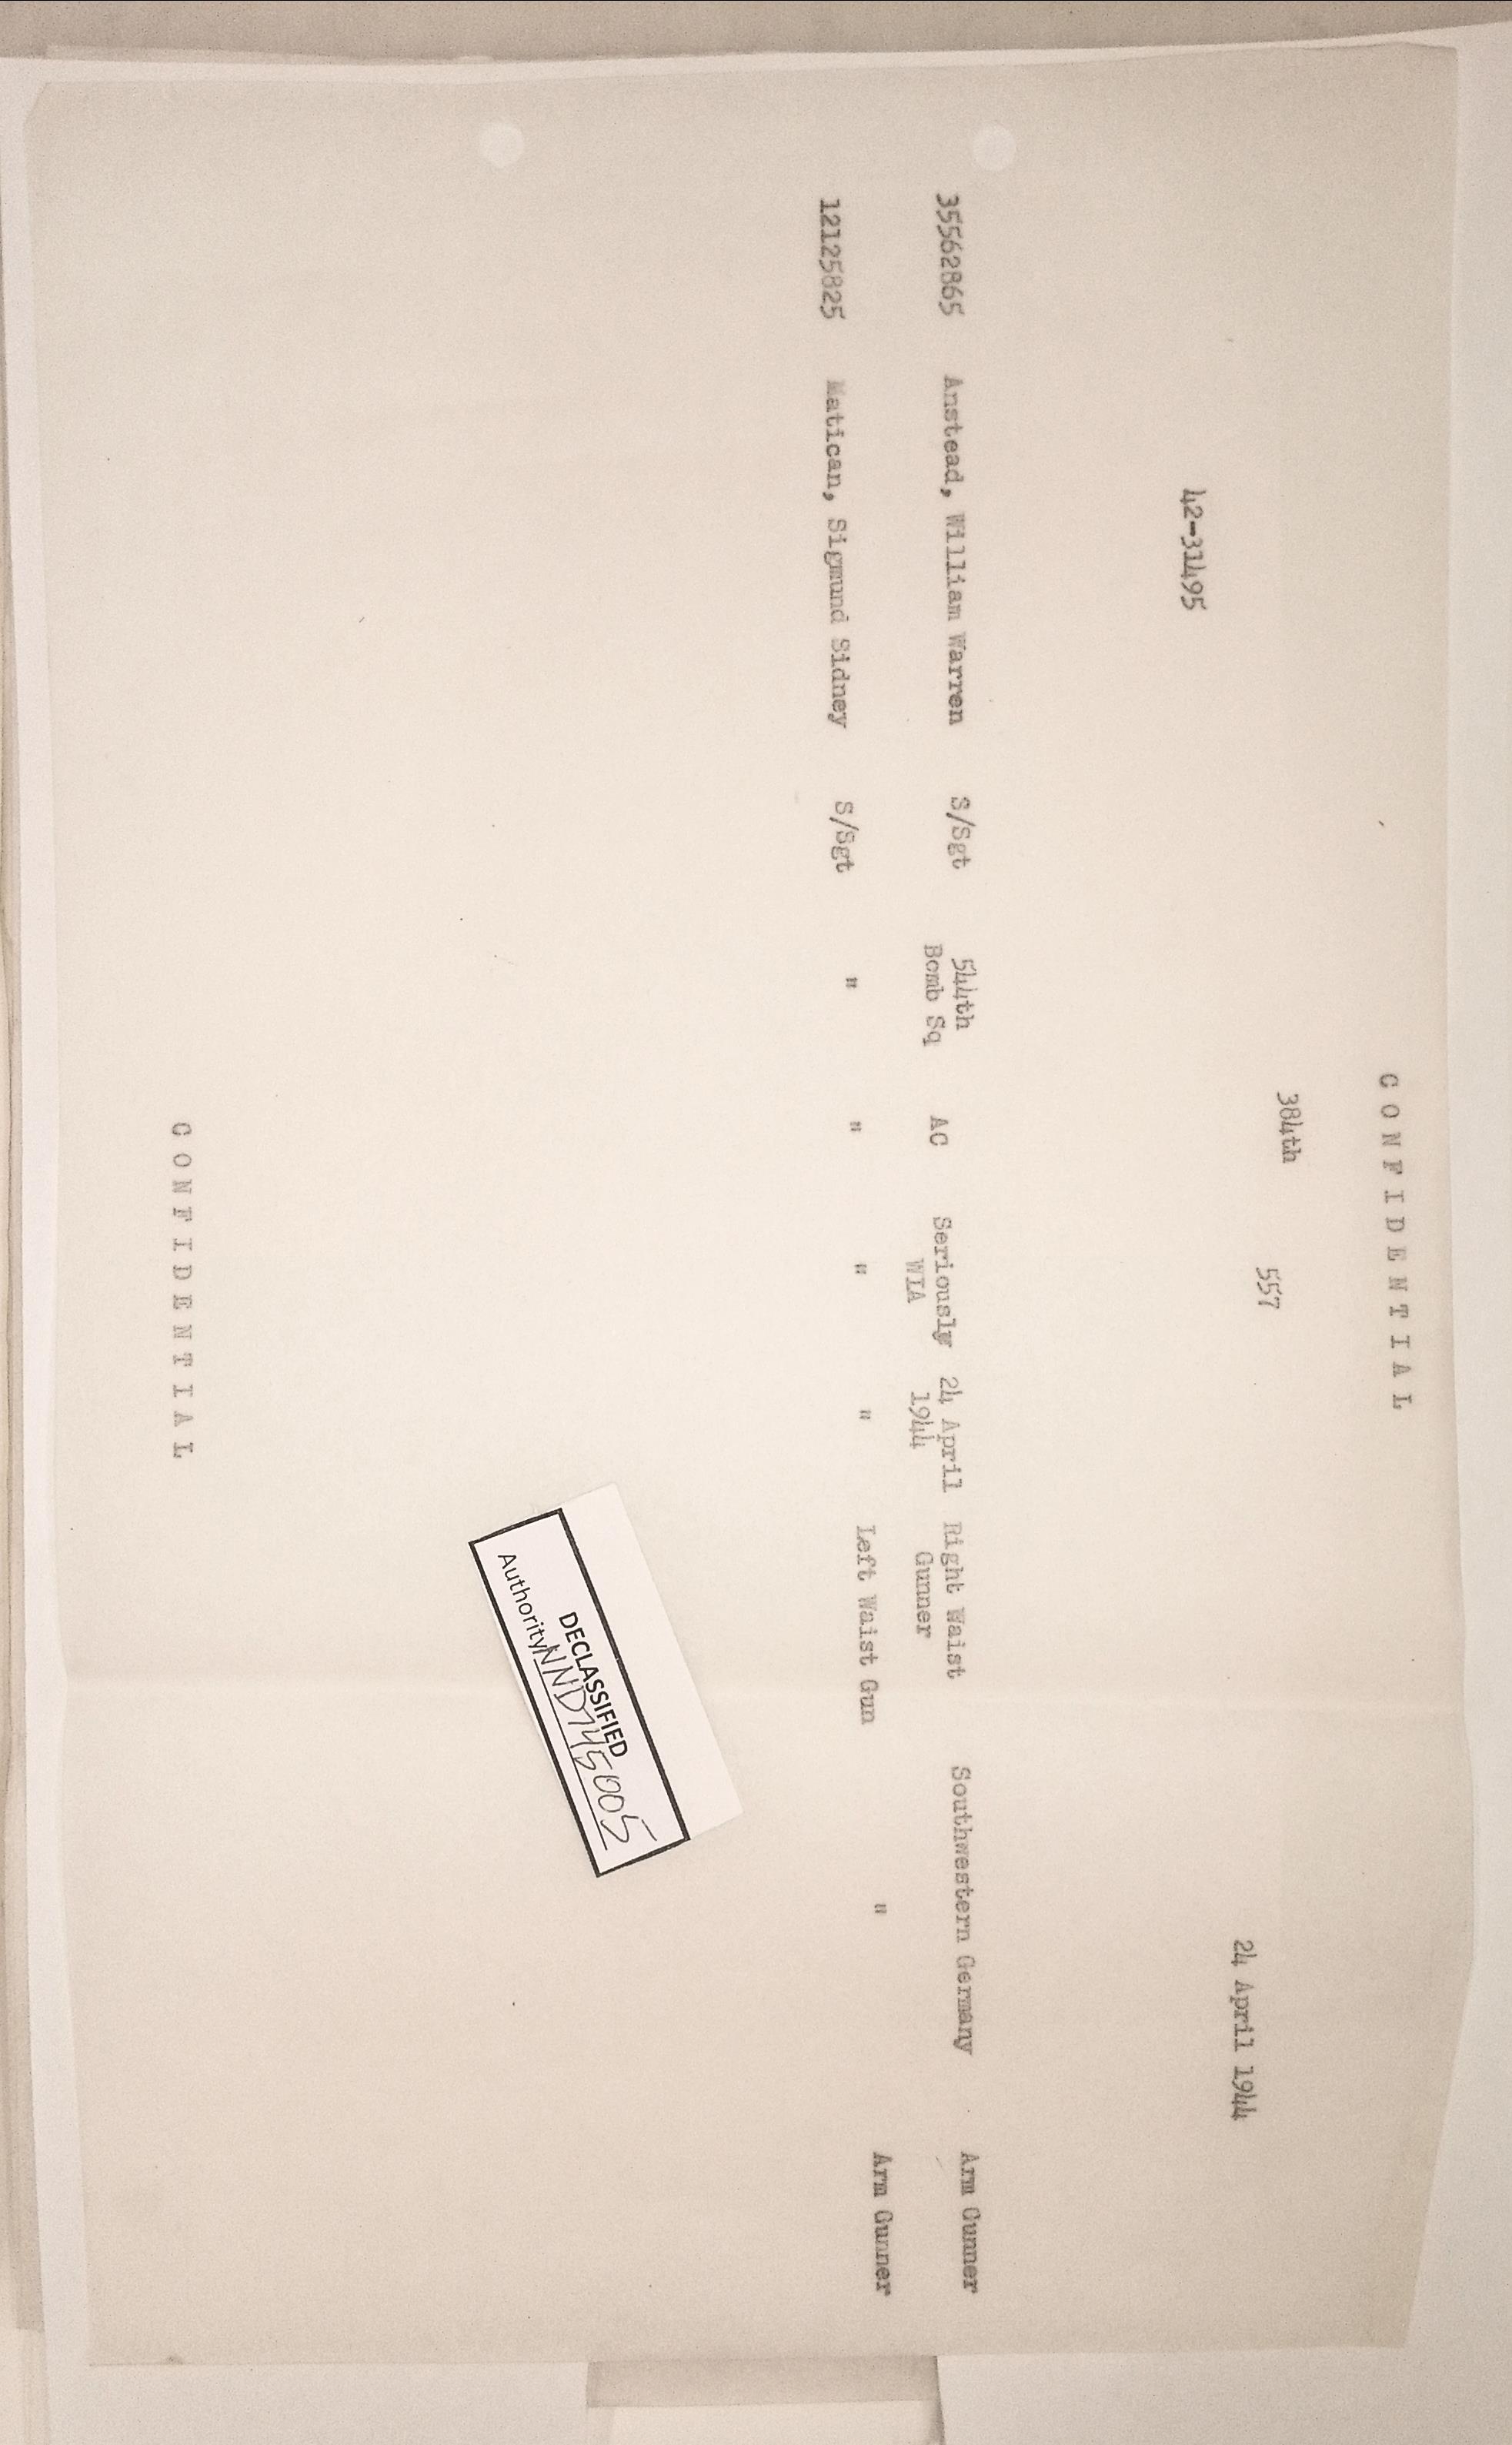 C O N F I D E N T I A L
384th
557
24 April 1944
42-31495
35562865 Anstead, William Warren S/Sgt 544th AC Seriously 24 April Right Waist Southwestern Germany Arm Gunner
Bomb Sq WIA 1944 Gunner
12125825 Matican, Sigmund Sidney S/Sgt " " " " Left Waist Gun " Arm Gunner
DECLASSIFIED
Authority NND745005
C O N F I D E N T I A L